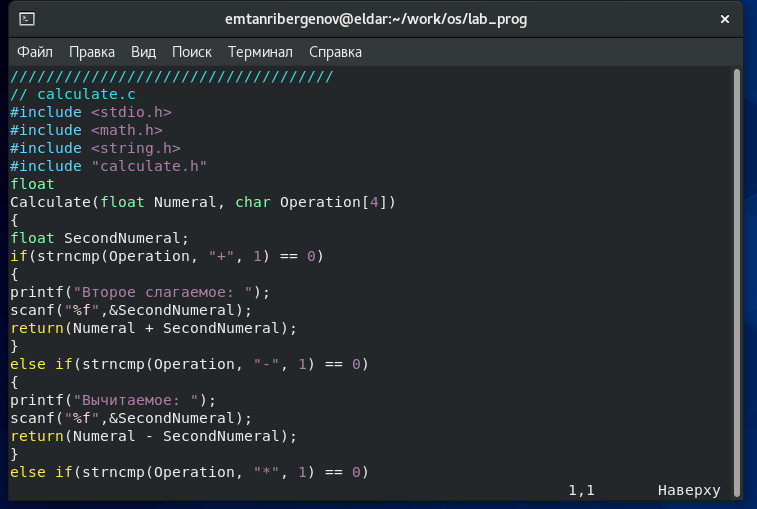 emtanribergenov@eldar:~/work/os/lab_prog
Файл Правка Вид Поиск Терминал Справка
////////////////////////////////////
// calculate.c
#include <stdio.h>
#include <math.h>
#include <string.h>
#include "calculate.h"
float
Calculate(float Numeral, char Operation[4])
{
float SecondNumeral;
if(strncmp(Operation, "+", 1) == 0)
{
printf("Второе слагаемое: ");
scanf("%f",&SecondNumeral);
return(Numeral + SecondNumeral);
}
else if(strncmp(Operation, "-", 1) == 0)
{
printf("Вычитаемое: ");
scanf("%f",&SecondNumeral);
return(Numeral - SecondNumeral);
}
else if(strncmp(Operation, "*", 1) == 0)
1,1 Наверху